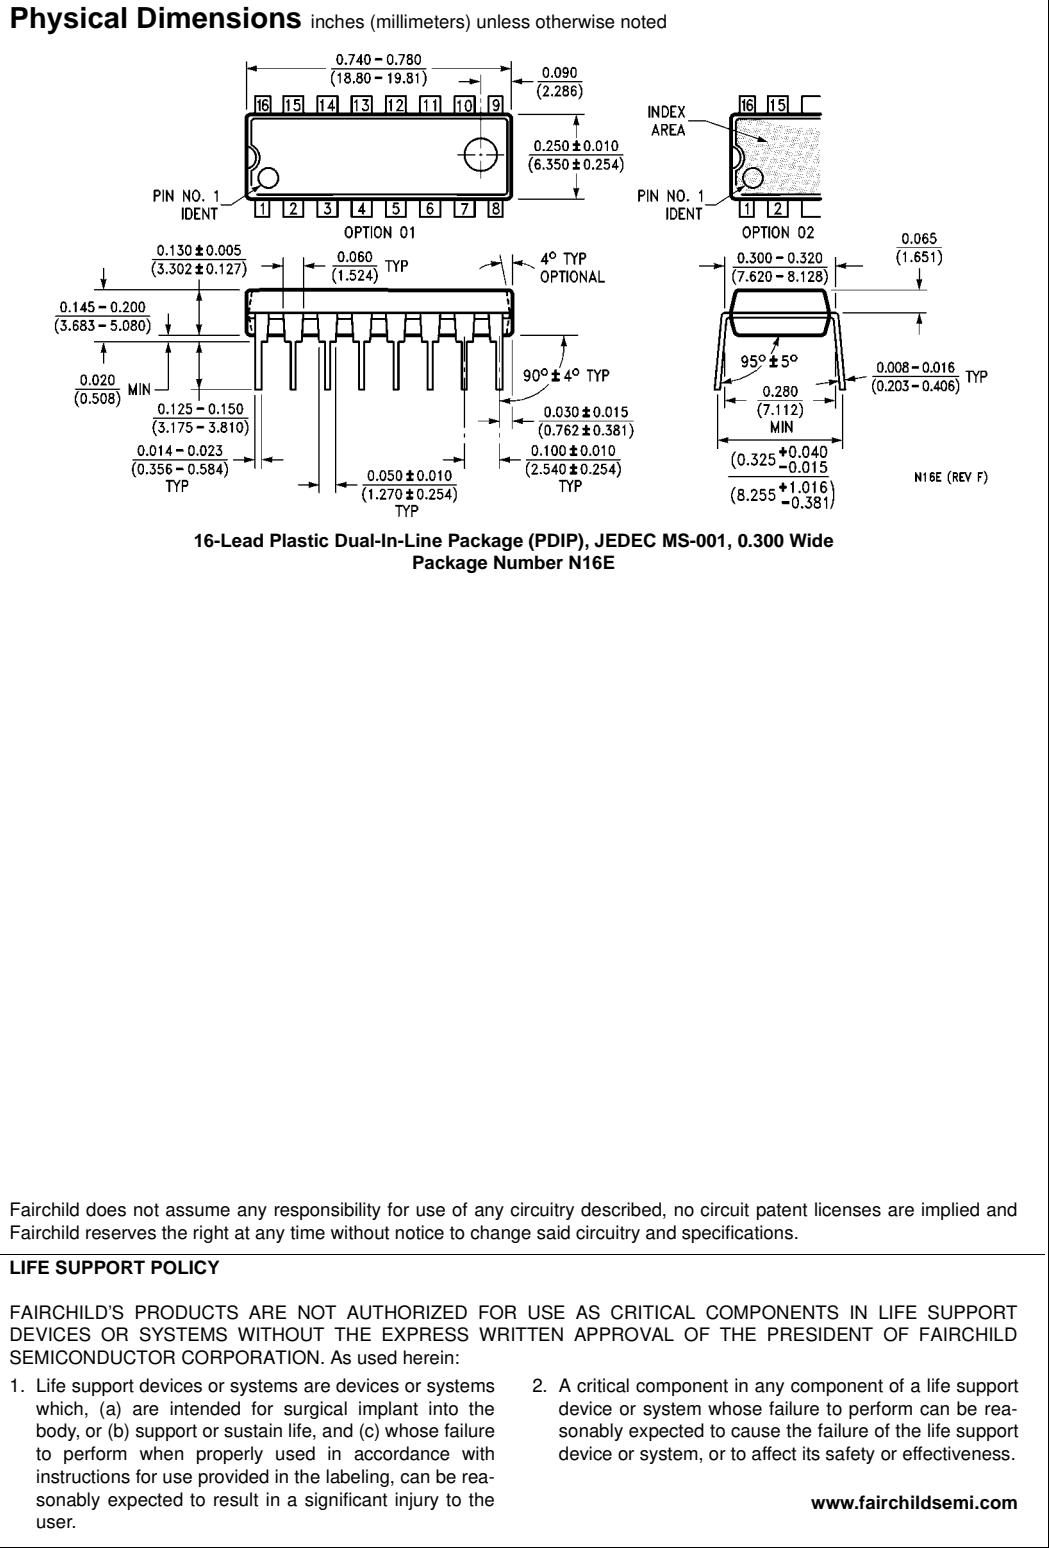 Physical Dimensions inches (millimeters) unless otherwise noted
0.740 – 0.780
(18.80 – 19.81)
0.090
(2.286)
16 15 14 13 12 11 10 9
INDEX
AREA
16 15
0.250 ± 0.010
(6.350 ± 0.254)
PIN NO. 1
IDENT
1 2 3 4 5 6 7 8
OPTION 01
PIN NO. 1
IDENT
1 2
OPTION 02
0.130 ± 0.005
(3.302 ± 0.127)
0.060
(1.524)
TYP
4° TYP
OPTIONAL
0.300 – 0.320
(7.620 – 8.128)
0.065
(1.651)
0.145 – 0.200
(3.683 – 5.080)
0.020
(0.508)
MIN
0.125 – 0.150
(3.175 – 3.810)
90° ± 4° TYP
95° ± 5°
0.008 – 0.016
(0.203 – 0.406)
TYP
0.280
(7.112)
MIN
0.030 ± 0.015
(0.762 ± 0.381)
0.014 – 0.023
(0.356 – 0.584)
TYP
0.050 ± 0.010
(1.270 ± 0.254)
TYP
0.100 ± 0.010
(2.540 ± 0.254)
TYP
(0.325 +0.040
–0.015
(8.255 +1.016)
–0.381)
N16E (REV F)
16-Lead Plastic Dual-In-Line Package (PDIP), JEDEC MS-001, 0.300 Wide
Package Number N16E
Fairchild does not assume any responsibility for use of any circuitry described, no circuit patent licenses are implied and
Fairchild reserves the right at any time without notice to change said circuitry and specifications.
LIFE SUPPORT POLICY
FAIRCHILD'S PRODUCTS ARE NOT AUTHORIZED FOR USE AS CRITICAL COMPONENTS IN LIFE SUPPORT
DEVICES OR SYSTEMS WITHOUT THE EXPRESS WRITTEN APPROVAL OF THE PRESIDENT OF FAIRCHILD
SEMICONDUCTOR CORPORATION. As used herein:
1. Life support devices or systems are devices or systems
which, (a) are intended for surgical implant into the
body, or (b) support or sustain life, and (c) whose failure
to perform when properly used in accordance with
instructions for use provided in the labeling, can be rea-
sonably expected to result in a significant injury to the
user.
2. A critical component in any component of a life support
device or system whose failure to perform can be rea-
sonably expected to cause the failure of the life support
device or system, or to affect its safety or effectiveness.
www.fairchildsemi.com